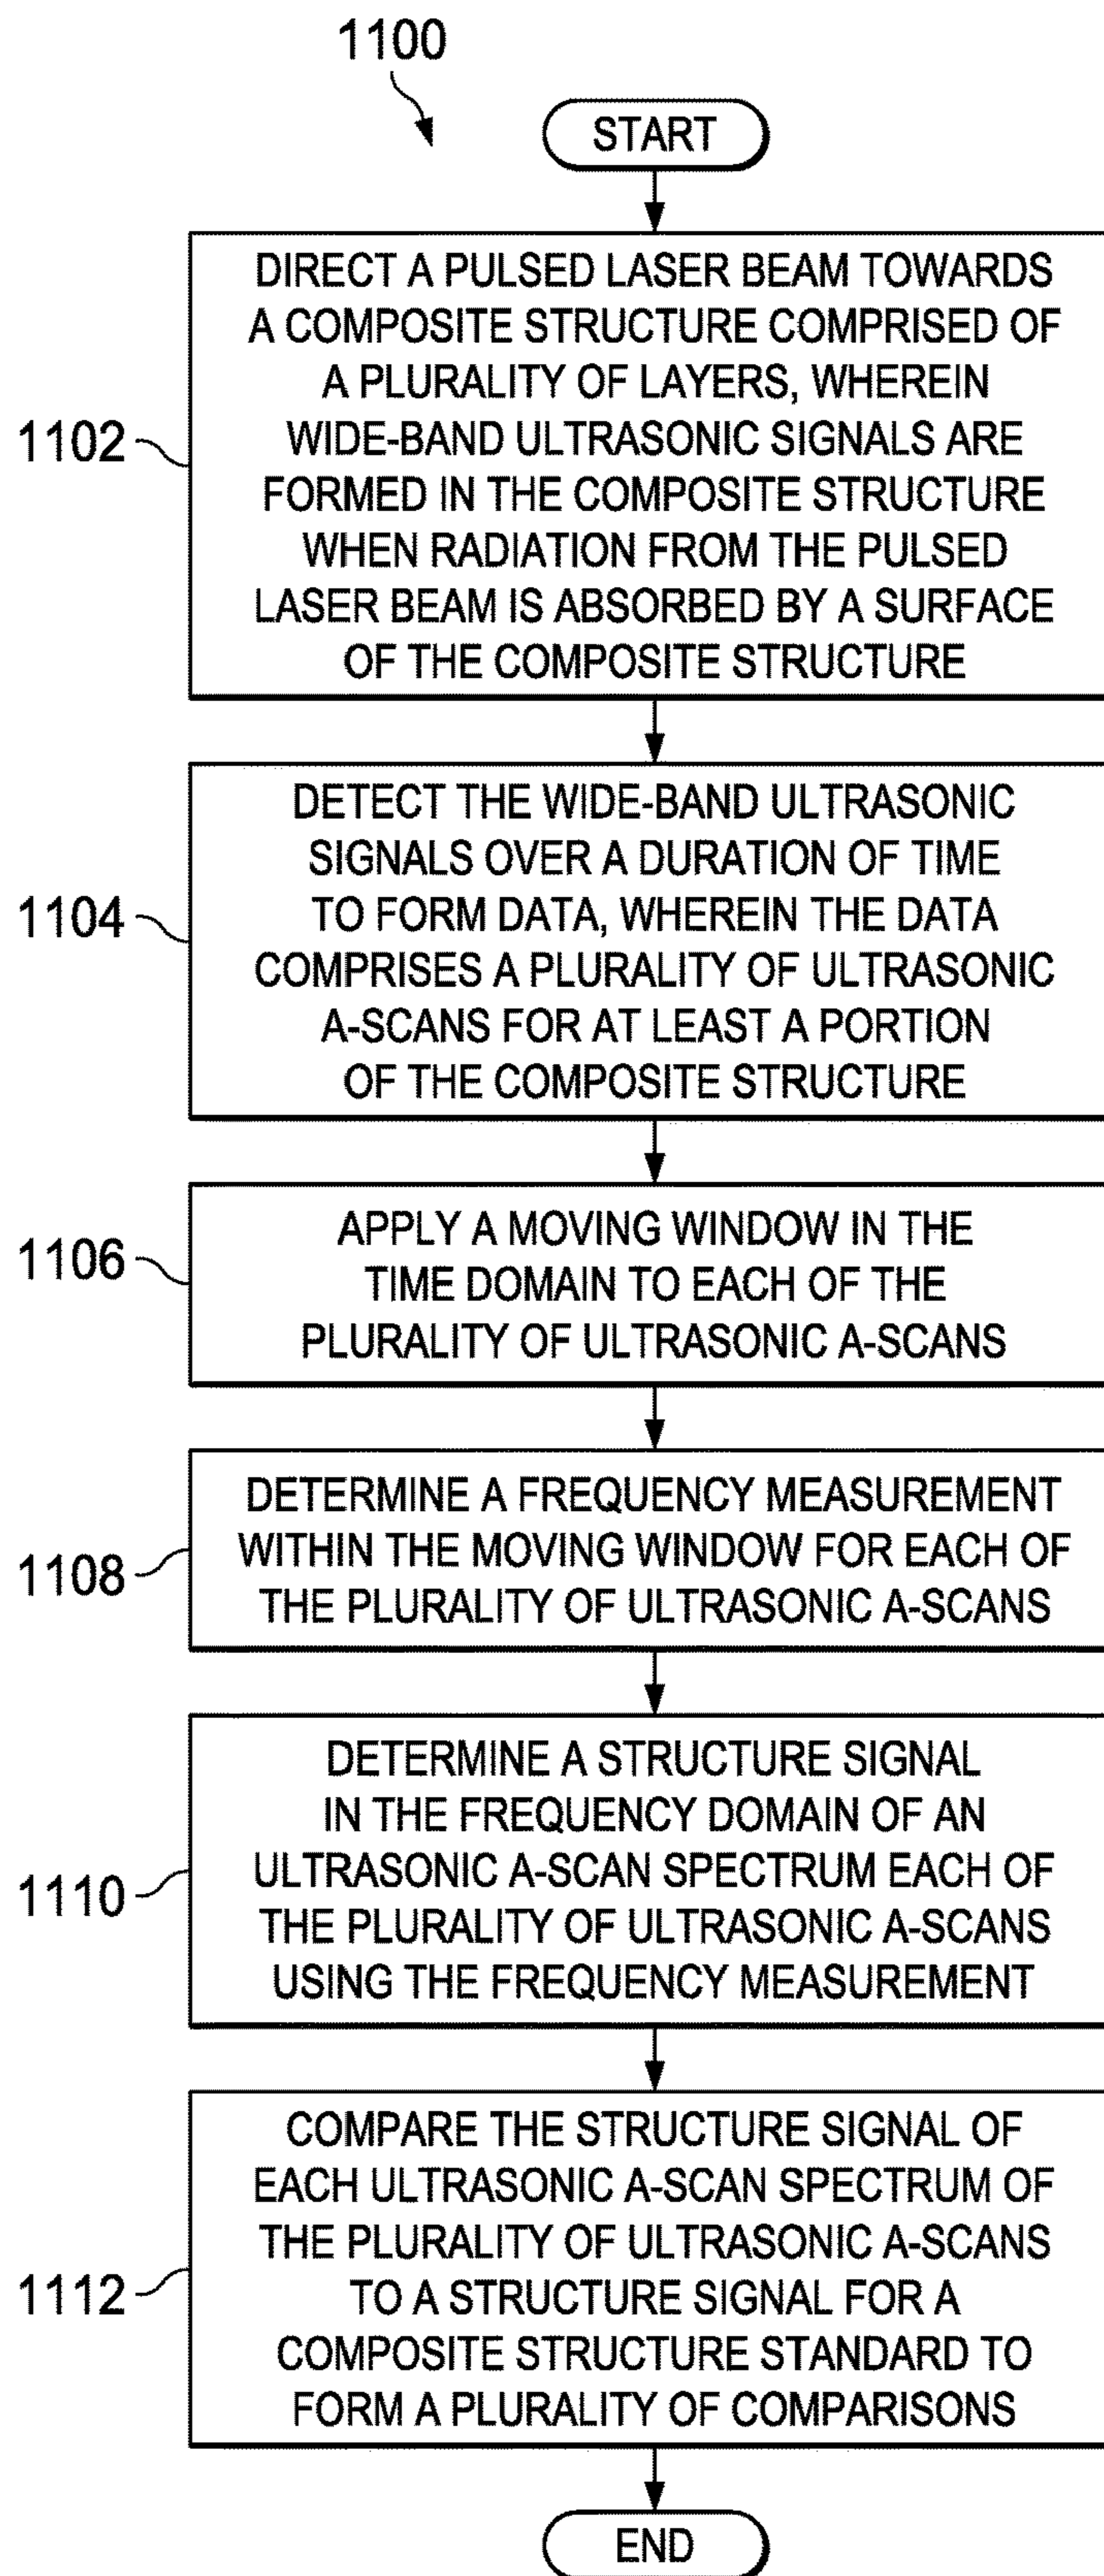 1100
START
DIRECT A PULSED LASER BEAM TOWARDS
A COMPOSITE STRUCTURE COMPRISED OF
A PLURALITY OF LAYERS, WHEREIN
WIDE-BAND ULTRASONIC SIGNALS ARE
FORMED IN THE COMPOSITE STRUCTURE
WHEN RADIATION FROM THE PULSED
LASER BEAM IS ABSORBED BY A SURFACE
OF THE COMPOSITE STRUCTURE
1102
DETECT THE WIDE-BAND ULTRASONIC
SIGNALS OVER A DURATION OF TIME
TO FORM DATA, WHEREIN THE DATA
COMPRISES A PLURALITY OF ULTRASONIC
A-SCANS FOR AT LEAST A PORTION
OF THE COMPOSITE STRUCTURE
1104
APPLY A MOVING WINDOW IN THE
TIME DOMAIN TO EACH OF THE
PLURALITY OF ULTRASONIC A-SCANS
1106
DETERMINE A FREQUENCY MEASUREMENT
WITHIN THE MOVING WINDOW FOR EACH OF
THE PLURALITY OF ULTRASONIC A-SCANS
1108
DETERMINE A STRUCTURE SIGNAL
IN THE FREQUENCY DOMAIN OF AN
ULTRASONIC A-SCAN SPECTRUM EACH OF
THE PLURALITY OF ULTRASONIC A-SCANS
USING THE FREQUENCY MEASUREMENT
1110
COMPARE THE STRUCTURE SIGNAL OF
EACH ULTRASONIC A-SCAN SPECTRUM OF
THE PLURALITY OF ULTRASONIC A-SCANS
TO A STRUCTURE SIGNAL FOR A
COMPOSITE STRUCTURE STANDARD TO
FORM A PLURALITY OF COMPARISONS
1112
END